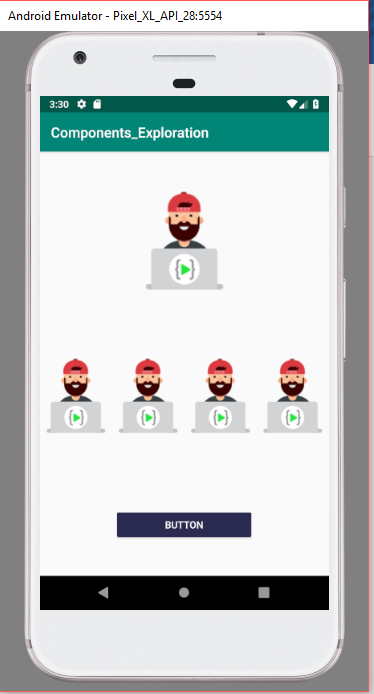 Android Emulator - Pixel_XL_API_28:5554
3:30
Components_Exploration
BUTTON